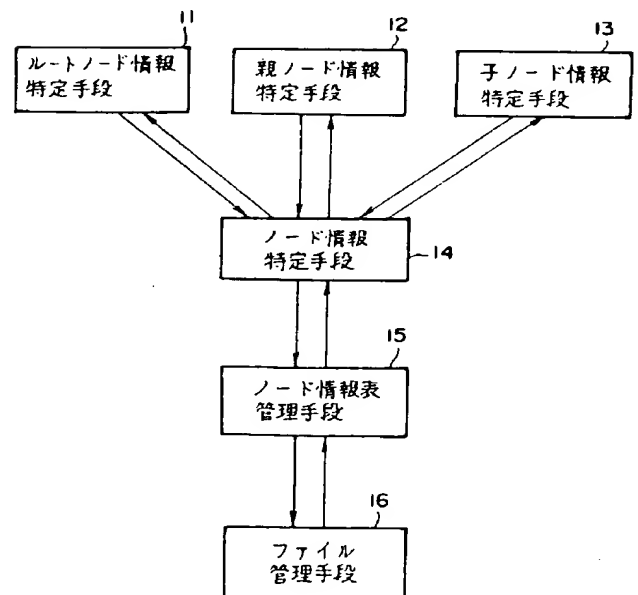 11
ルートノード情報
特定手段
12
親ノード情報
特定手段
13
子ノード情報
特定手段
ノード情報
特定手段
14
15
ノード情報表
管理手段
16
ファイル
管理手段